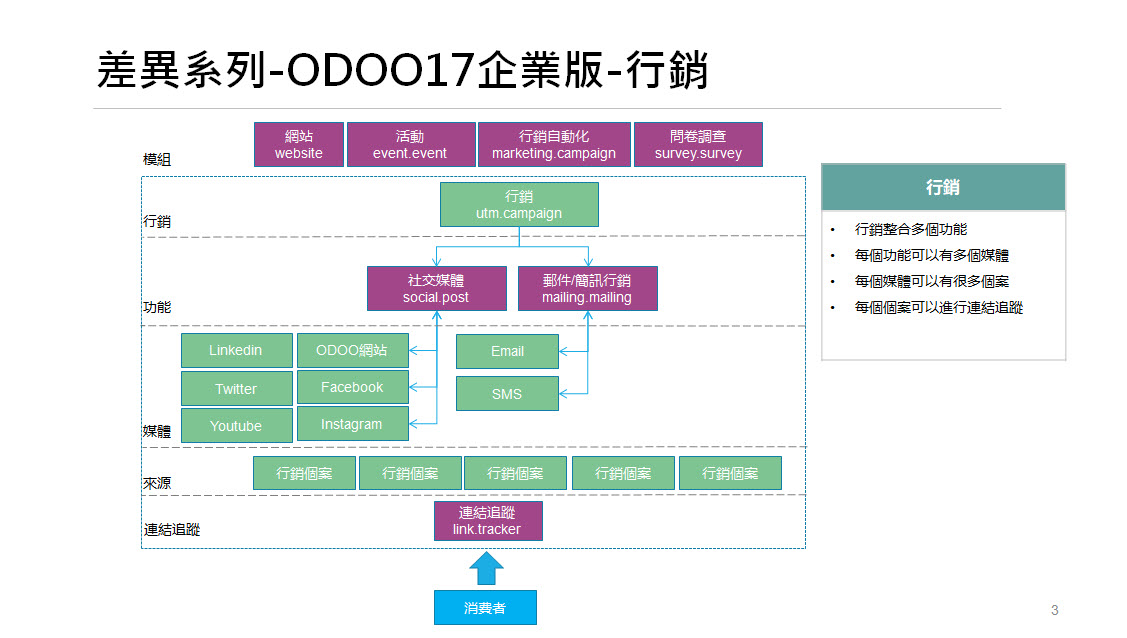 差異系列-ODOO17企業版-行銷
模組
網站
website
活動
event.event
行銷自動化
marketing.campaign
問卷調查
survey.survey
行銷
行銷
utm.campaign
功能
社交媒體
social.post
郵件/簡訊行銷
mailing.mailing
媒體
Linkedin
ODOO網站
Email
Twitter
Facebook
SMS
Youtube
Instagram
來源
行銷個案
行銷個案
行銷個案
行銷個案
行銷個案
連結追蹤
連結追蹤
link.tracker
消费者
行銷
• 行銷整合多個功能
• 每個功能可以有多個媒體
• 每個媒體可以有很多個案
• 每個個案可以進行連結追蹤
3